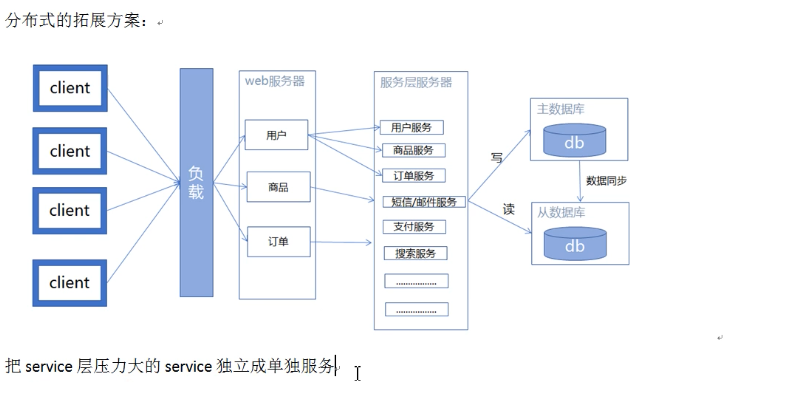 分布式的拓展方案：
client
client
client
client
负载
web服务器
用户
商品
订单
服务层服务器
用户服务
商品服务
订单服务
短信/邮件服务
支付服务
搜索服务
................
................
写
读
主数据库
db
数据同步
从数据库
db
把 service 层压力大的 service 独立成单独服务